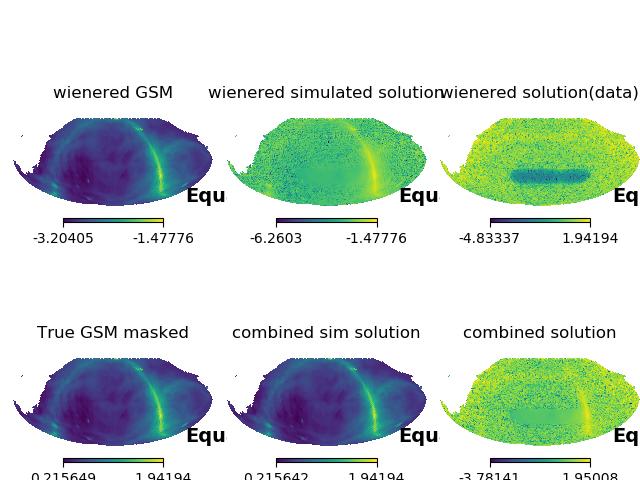 wienered GSM
wienered simulated solution
wienered solution(data)
Equ
Equ
Eq
-3.20405 -1.47776
-6.2603 -1.47776
-4.83337 1.94194
True GSM masked
combined sim solution
combined solution
Equ
Equ
Eq
0.215649 1.94194
0.215642 1.94194
-3.78141 1.95008